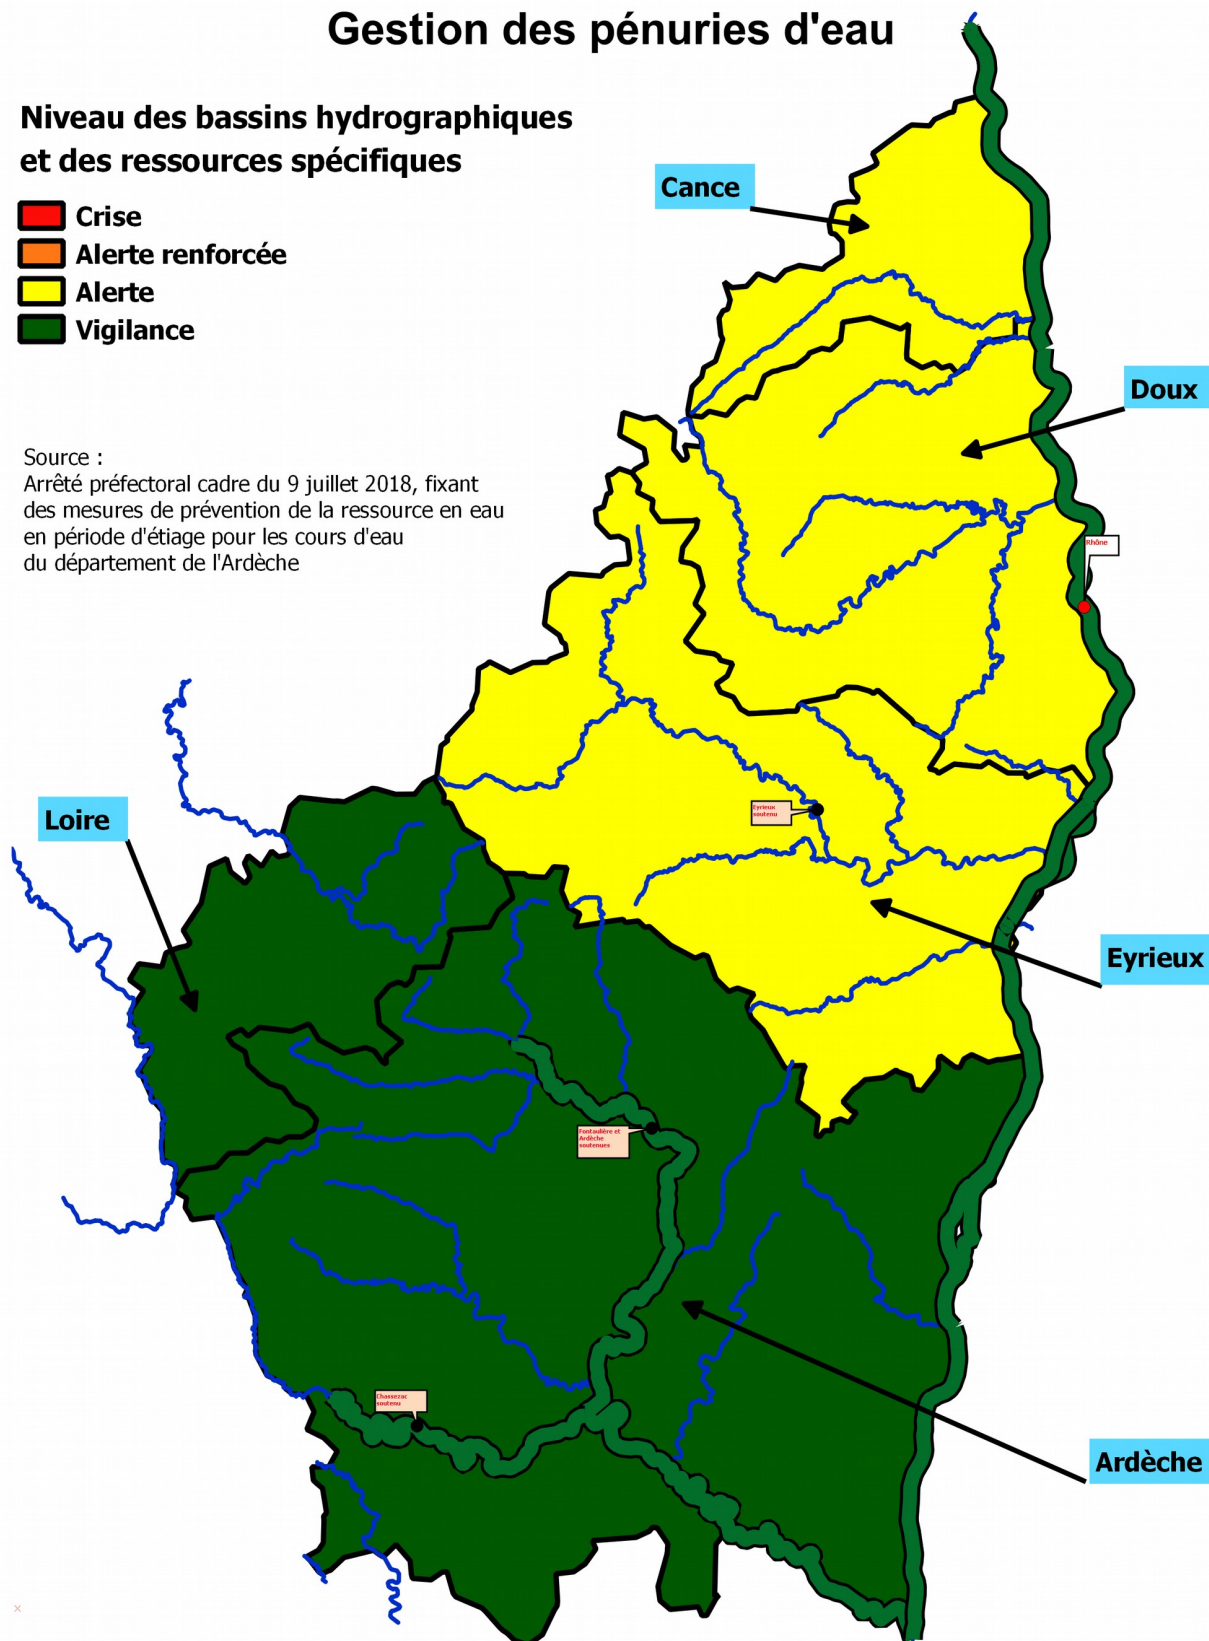 Gestion des pénuries d'eau
Niveau des bassins hydrographiques
et des ressources spécifiques
Crise
Alerte renforcée
Alerte
Vigilance
Source :
Arrêté préfectoral cadre du 9 juillet 2018, fixant
des mesures de prévention de la ressource en eau
en période d'étiage pour les cours d'eau
du département de l'Ardèche
Cance
Doux
Rhône
Eyrieux
soutenu
Loire
Eyrieux
Fontaulière et
Ardèche
soutenues
Chassezac
soutenu
Ardèche